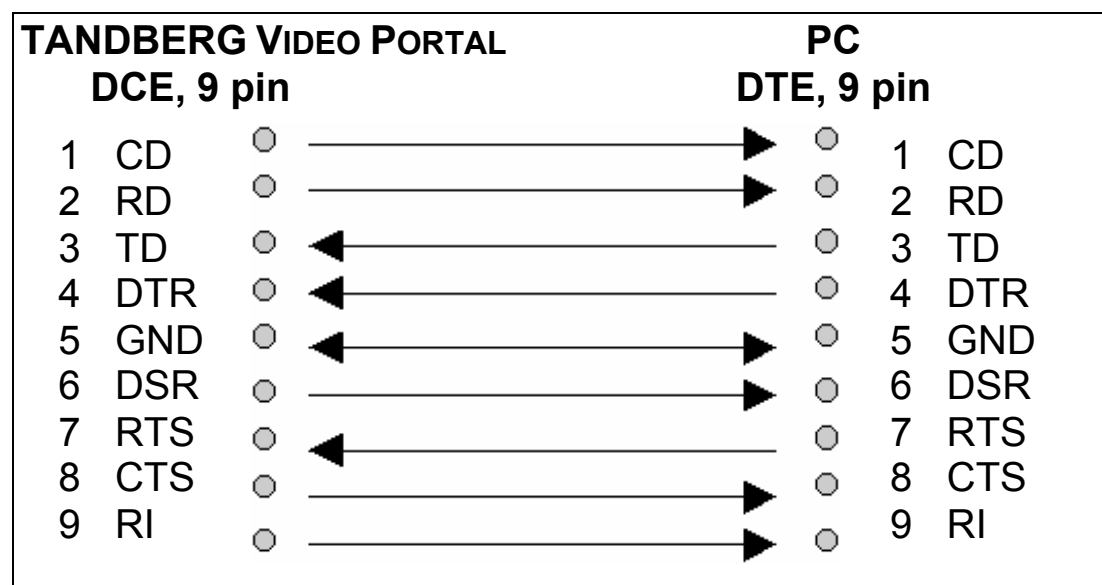 TANDBERG VIDEO PORTAL PC
DCE, 9 pin DTE, 9 pin
1 CD 1 CD
2 RD 2 RD
3 TD 3 TD
4 DTR 4 DTR
5 GND 5 GND
6 DSR 6 DSR
7 RTS 7 RTS
8 CTS 8 CTS
9 RI 9 RI